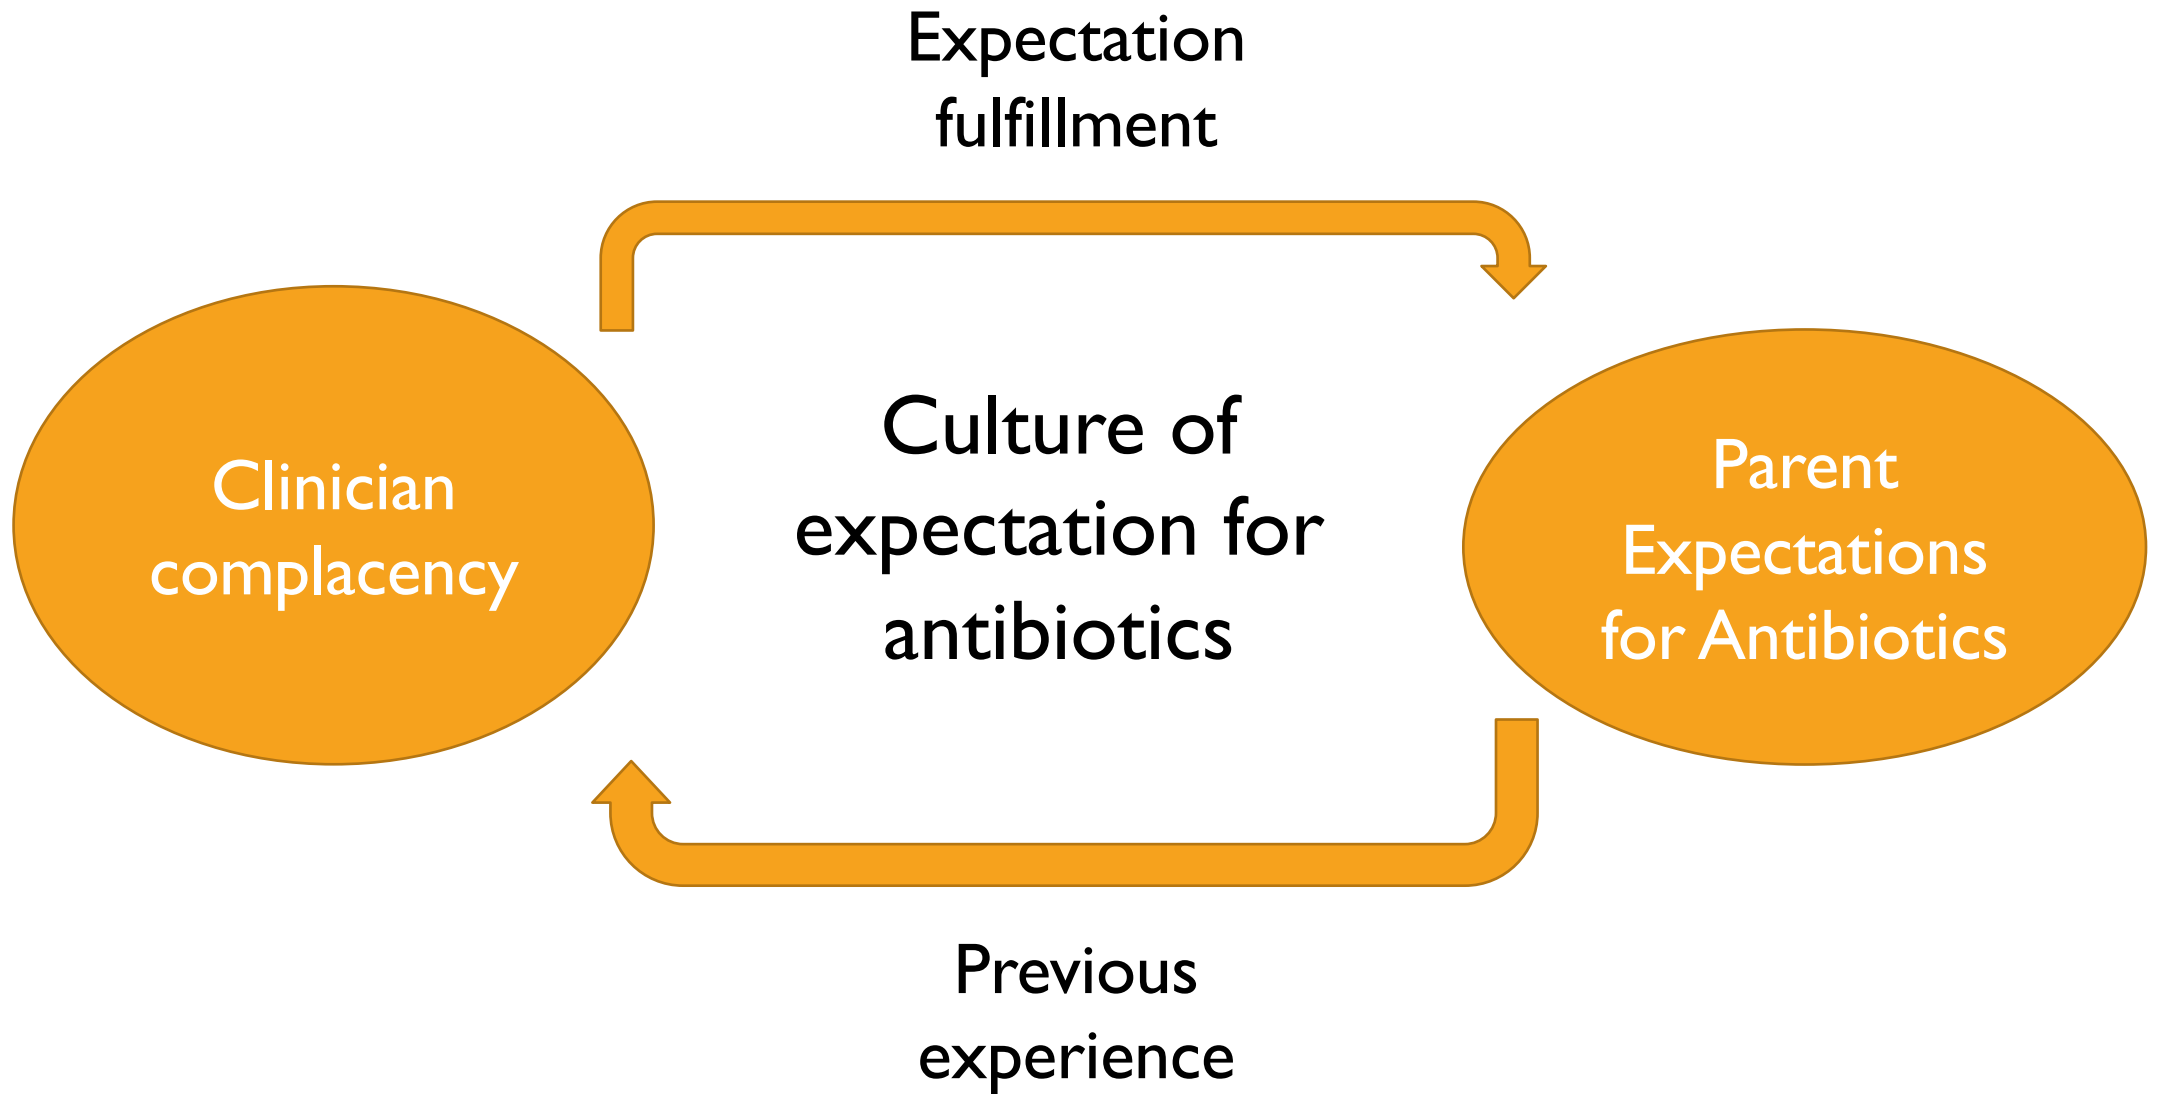 Expectation
fulfillment
Clinician
complacency
Culture of
expectation for
antibiotics
Parent
Expectations
for Antibiotics
Previous
experience